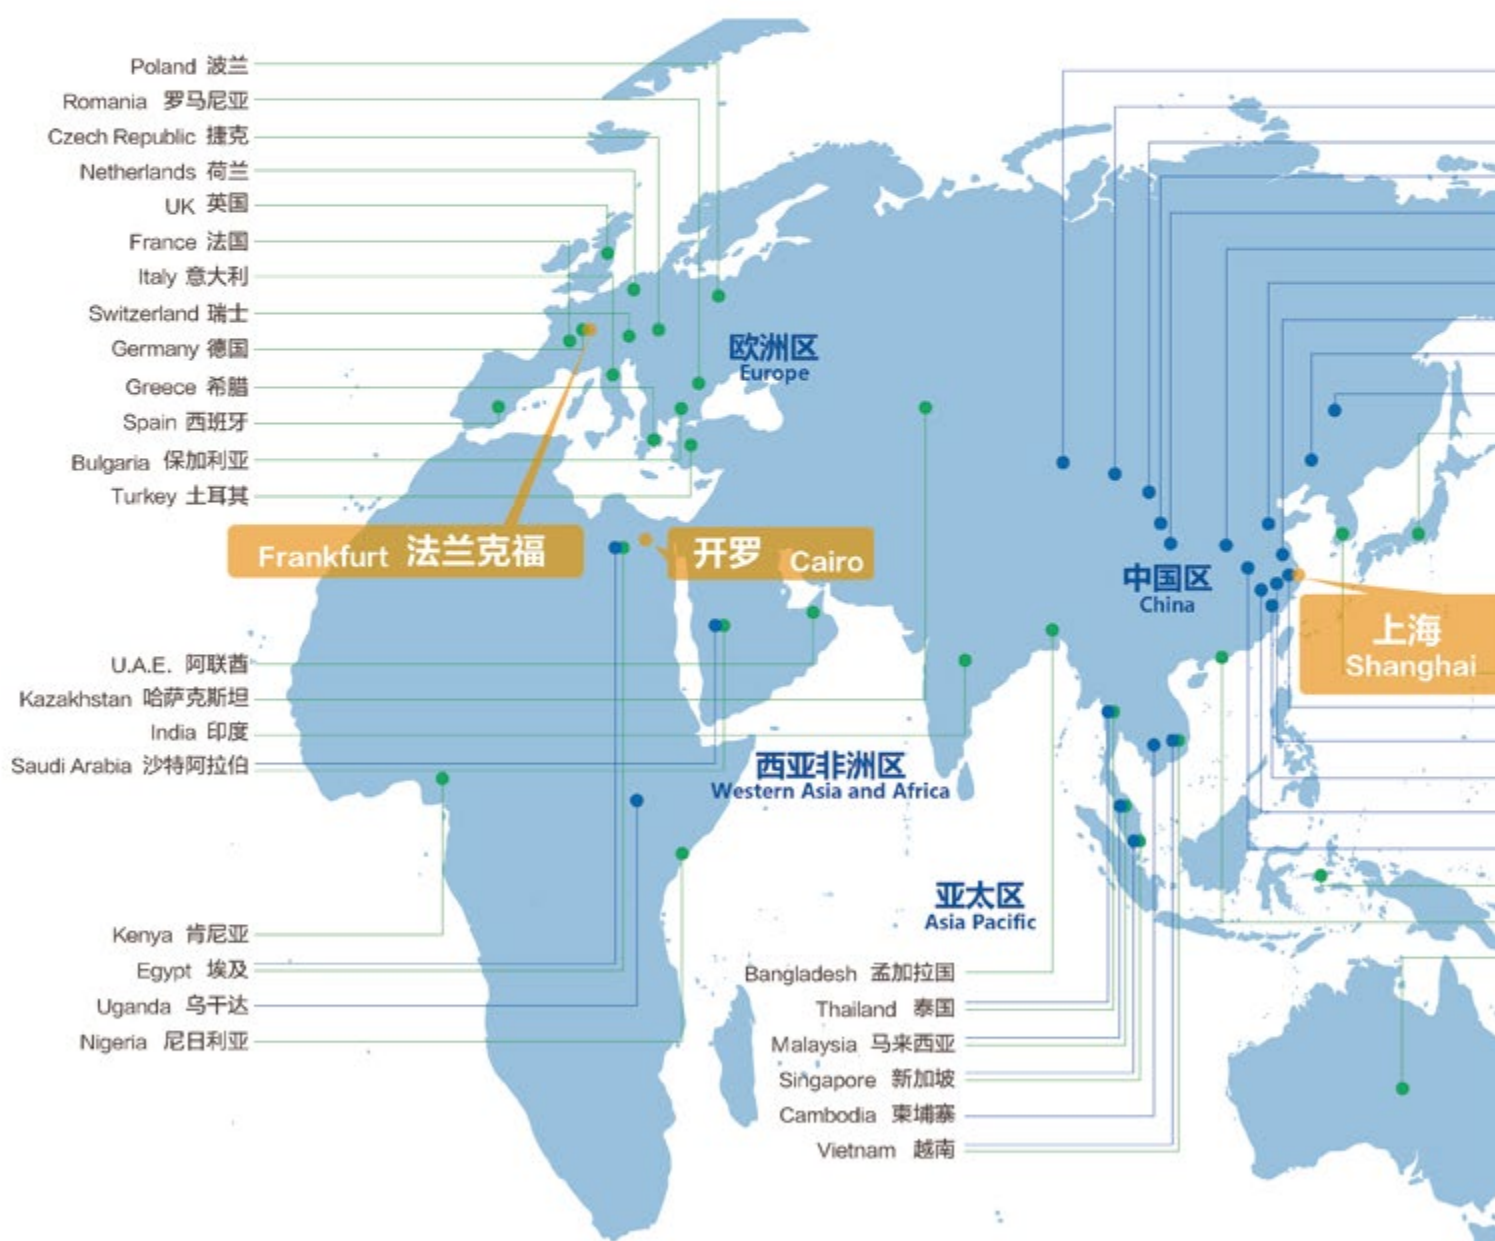 Poland 波兰
Romania 罗马尼亚
Czech Republic 捷克
Netherlands 荷兰
UK 英国
France 法国
Italy 意大利
Switzerland 瑞士
Germany 德国
Greece 希腊
Spain 西班牙
Bulgaria 保加利亚
Turkey 土耳其
欧洲区
Europe
Frankfurt 法兰克福
开罗 Cairo
中国区
China
上海
Shanghai
U.A.E. 阿联酋
Kazakhstan 哈萨克斯坦
India 印度
Saudi Arabia 沙特阿拉伯
西亚非洲区
Western Asia and Africa
亚太区
Asia Pacific
Kenya 肯尼亚
Egypt 埃及
Uganda 乌干达
Nigeria 尼日利亚
Bangladesh 孟加拉国
Thailand 泰国
Malaysia 马来西亚
Singapore 新加坡
Cambodia 柬埔寨
Vietnam 越南